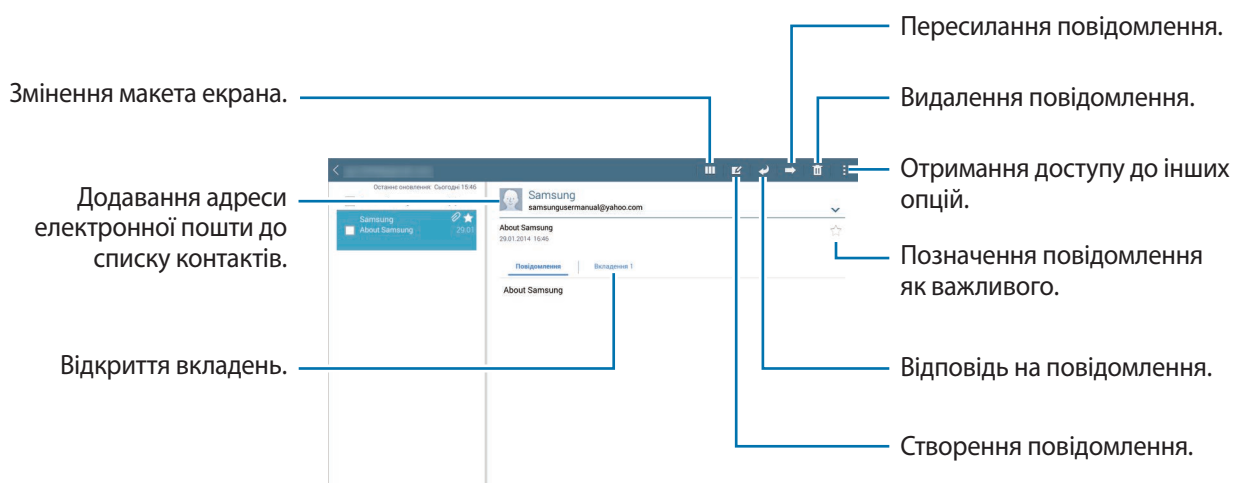 Пересилання повідомлення.
Змінення макета екрана.
Видалення повідомлення.
Отримання доступу до інших
опцій.
Додавання адреси
електронної пошти до
списку контактів.
Останнє оновлення: Сьогодні 15:46
Samsung
About Samsung 29.01
Samsung
samsungusermanual@yahoo.com
About Samsung
29.01.2014 16:46
Повідомлення Вкладення 1
About Samsung
Позначення повідомлення
як важливого.
Відкриття вкладень.
Відповідь на повідомлення.
Створення повідомлення.